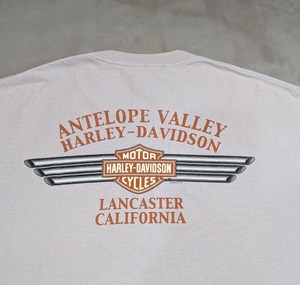 ANTELOPE VALLEY
HARLEY-DAVIDSON
MOTOR
HARLEY-DAVIDSON
CYCLES
LANCASTER
CALIFORNIA